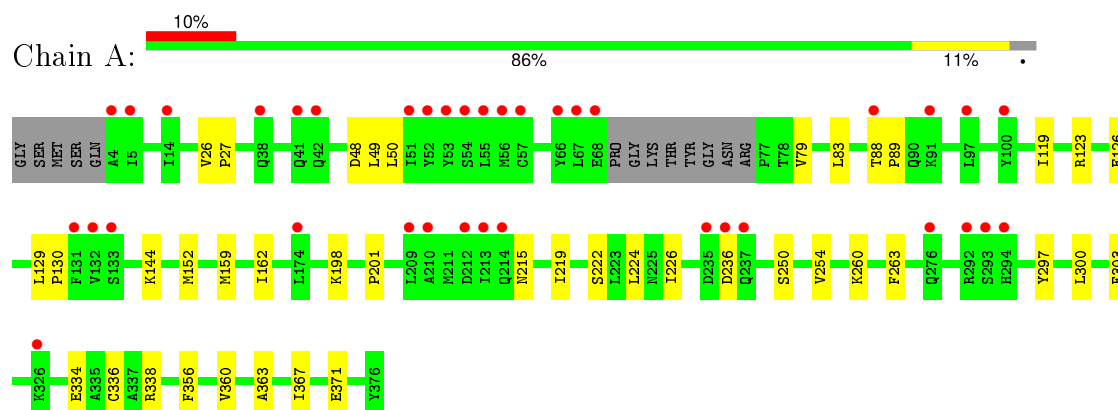 10%
Chain A:
86% 11% •
GLY SER MET SER GLN A4 I5 I14 V26 P27 Q38 Q41 Q42 D48 L49 L50 I51 Y52 Y53 S54 L55 M56 C57 Y66 L67 E68 PRO GLY LYS THR TYR GLY ASN ARG P77 T78 V79 L83 T88 P89 Q90 K91 L97 Y100 I119 R123
L129 P130 F131 V132 S133 K144 M152 M159 I162 L174 K198 P201 L209 A210 M211 D212 I213 Q214 N215 I219 S222 L223 L224 N225 I226 D235 D236 Q237 S250 V254 K260 F263 Q276 R292 S293 H294 Y297 L300
K326 E334 A335 C336 A337 R338 F356 V360 A363 I367 E371 Y376